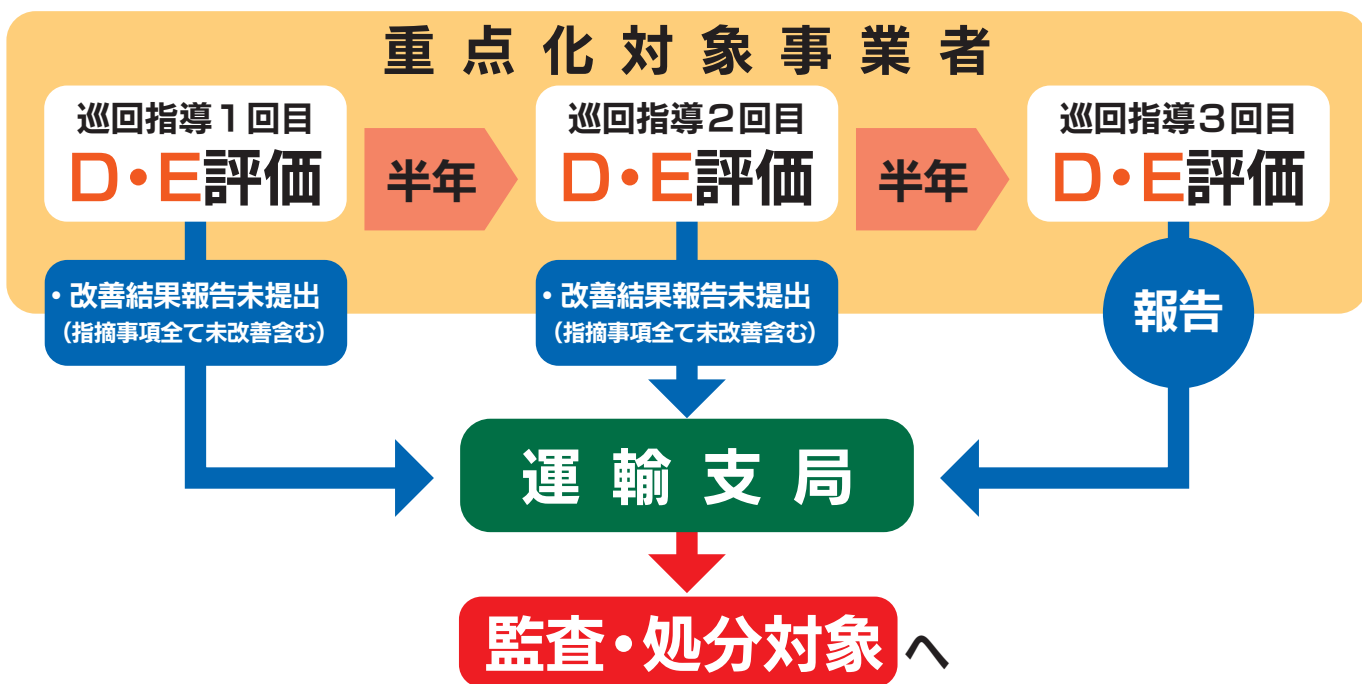 重点化対象事業者
巡回指導1回目
D・E評価
半年
巡回指導2回目
D・E評価
半年
巡回指導3回目
D・E評価
・改善結果報告未提出
（指摘事項全て未改善含む）
・改善結果報告未提出
（指摘事項全て未改善含む）
報告
運輸支局
監査・処分対象へ